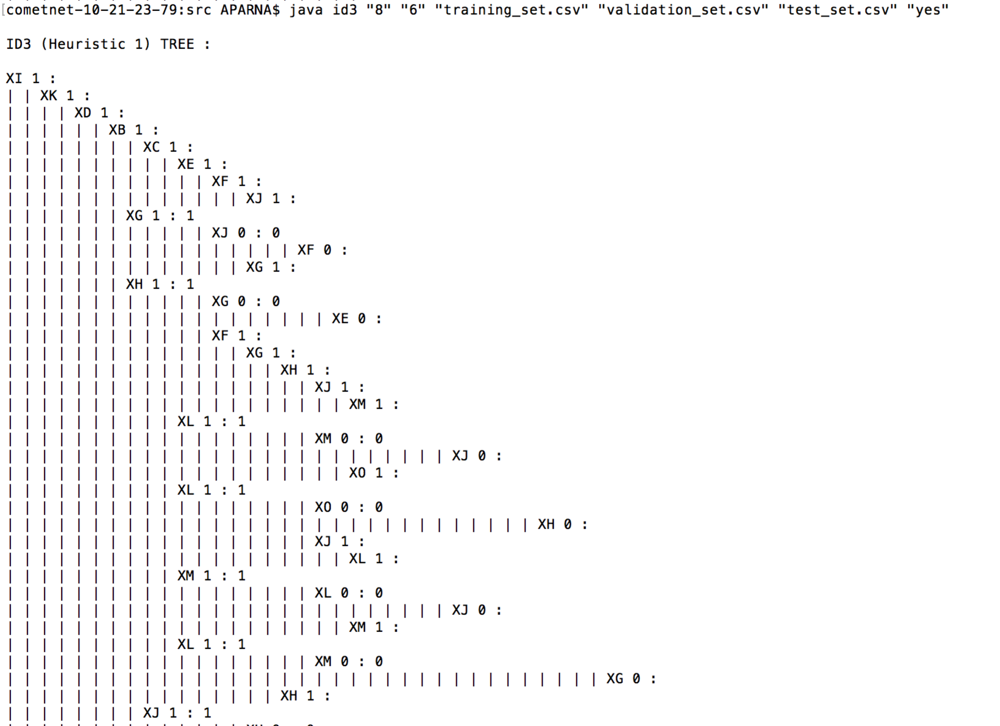 cometnet-10-21-23-79:src APARNA$ java id3 "8" "6" "training_set.csv" "validation_set.csv" "test_set.csv" "yes"
ID3 (Heuristic 1) TREE :
XI 1 :
| | XK 1 :
| | | | XD 1 :
| | | | | | XB 1 :
| | | | | | | | XC 1 :
| | | | | | | | | | XE 1 :
| | | | | | | | | | | | XF 1 :
| | | | | | | | | | | | | | XJ 1 :
| | | | | | | XG 1 : 1
| | | | | | | | | | | | XJ 0 : 0
| | | | | | | | | | | | | | | | | XF 0 :
| | | | | | | | | | | | | | XG 1 :
| | | | | | | XH 1 : 1
| | | | | | | | | | | | XG 0 : 0
| | | | | | | | | | | | | | | | | | | XE 0 :
| | | | | | | | | | | | XF 1 :
| | | | | | | | | | | | | | XG 1 :
| | | | | | | | | | | | | | | | XH 1 :
| | | | | | | | | | | | | | | | | | XJ 1 :
| | | | | | | | | | | | | | | | | | | | XM 1 :
| | | | | | | | | | XL 1 : 1
| | | | | | | | | | | | | | | | | | XM 0 : 0
| | | | | | | | | | | | | | | | | | | | | | | | | | XJ 0 :
| | | | | | | | | | | | | | | | | | | | XO 1 :
| | | | | | | | | | XL 1 : 1
| | | | | | | | | | | | | | | | | | XO 0 : 0
| | | | | | | | | | | | | | | | | | | | | | | | | | | | | | | XH 0 :
| | | | | | | | | | | | | | | | | | XJ 1 :
| | | | | | | | | | | | | | | | | | | | XL 1 :
| | | | | | | | | | XM 1 : 1
| | | | | | | | | | | | | | | | | | XL 0 : 0
| | | | | | | | | | | | | | | | | | | | | | | | | | XJ 0 :
| | | | | | | | | | | | | | | | | | | | XM 1 :
| | | | | | | | | | XL 1 : 1
| | | | | | | | | | | | | | | | | | XM 0 : 0
| | | | | | | | | | | | | | | | | | | | | | | | | | | | | | | | | | | XG 0 :
| | | | | | | | | | | | | | | | XH 1 :
| | | | | | | | XJ 1 : 1